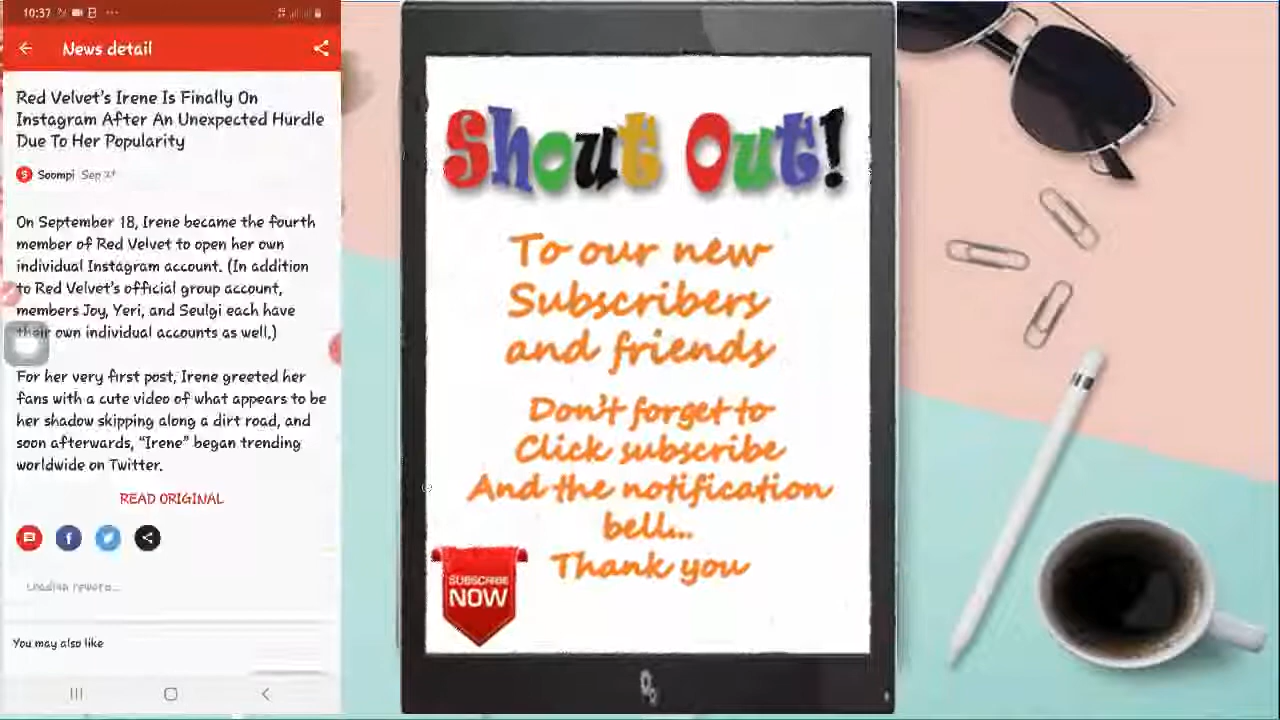 10:37
News detail
Red Velvet's Irene Is Finally On
Instagram After An Unexpected Hurdle
Due To Her Popularity
S Soompi Sep 21
On September 18, Irene became the fourth
member of Red Velvet to open her own
individual Instagram account. (In addition
to Red Velvet's official group account,
members Joy, Yeri, and Seulgi each have
their own individual accounts as well.)
For her very first post, Irene greeted her
fans with a cute video of what appears to be
her shadow skipping along a dirt road, and
soon afterwards, "Irene" began trending
worldwide on Twitter.
READ ORIGINAL
You may also like
Shout Out!
To our new
Subscribers
and friends
Don't forget to
Click subscribe
And the notification
bell...
Thank you
SUBSCRIBE
NOW